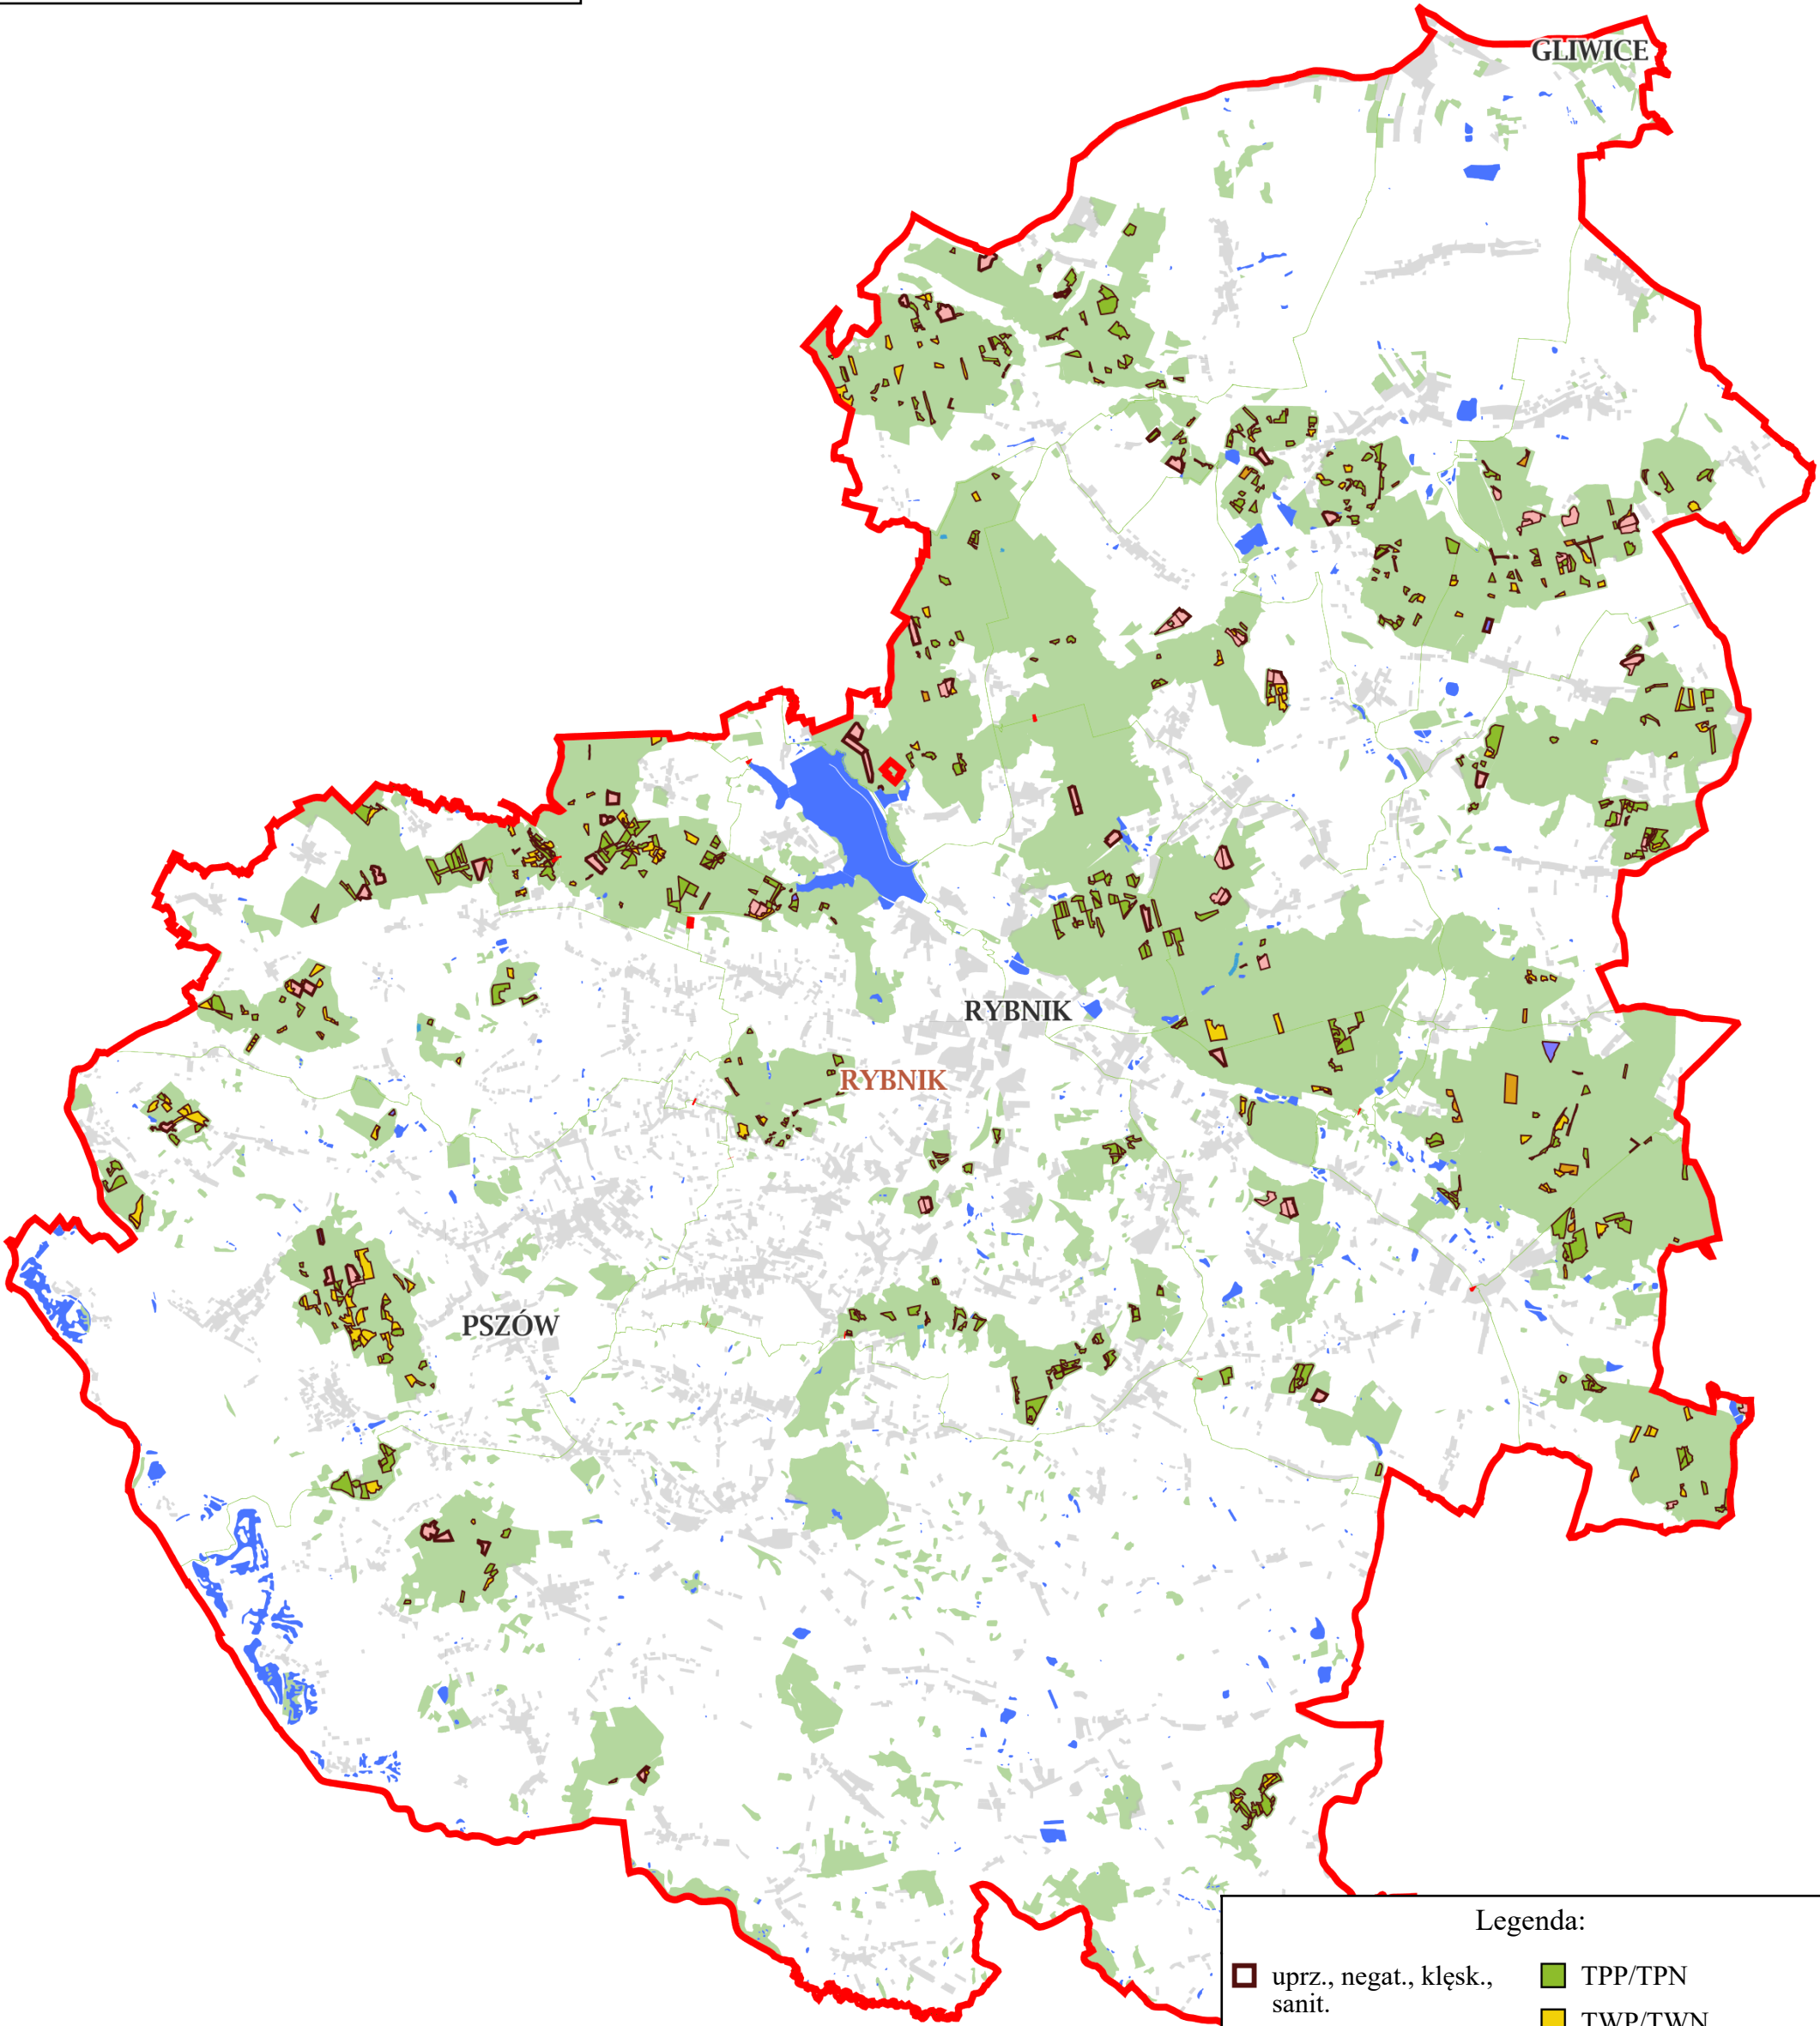 GLIWICE
RYBNIK
RYBNIK
PSZÓW
Legenda:
uprz., negat., klęsk.,
sanit.
TPP/TPN
TWP/TWN